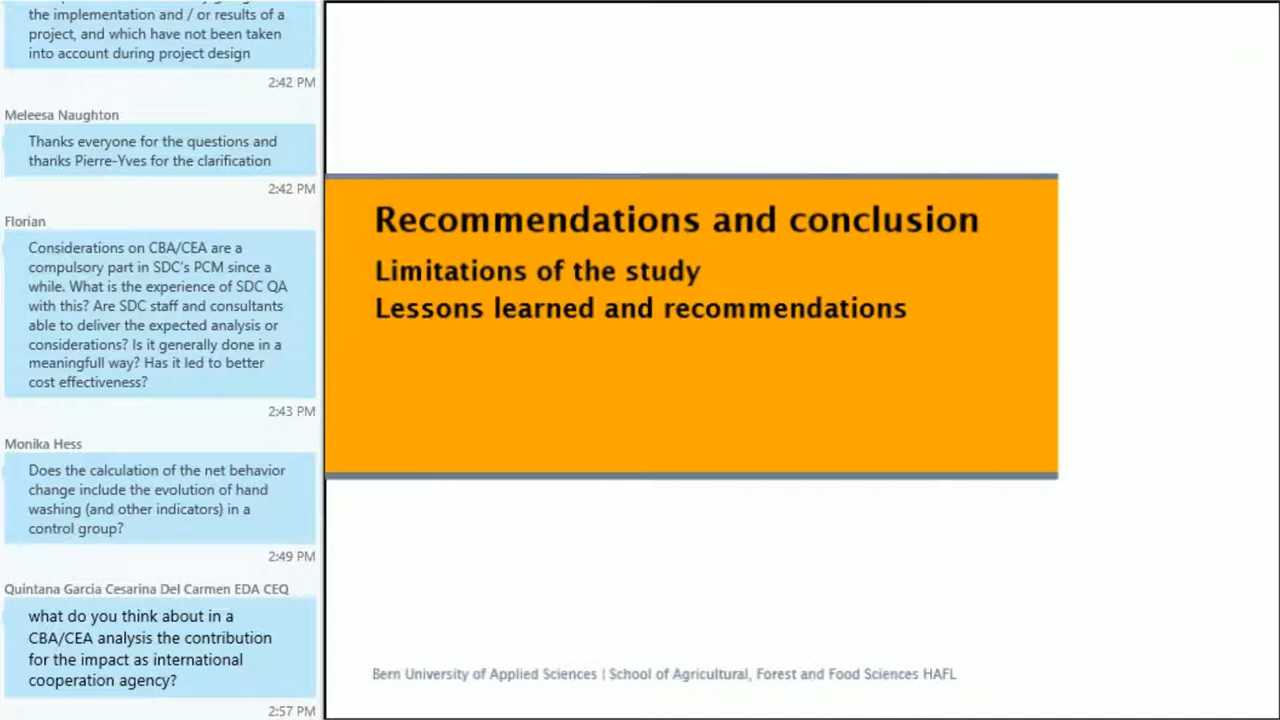 the implementation and / or results of a
project, and which have not been taken
into account during project design
2:42 PM
Meleesa Naughton
Thanks everyone for the questions and
thanks Pierre-Yves for the clarification
2:42 PM
Florian
Considerations on CBA/CEA are a
compulsory part in SDC's PCM since a
while. What is the experience of SDC QA
with this? Are SDC staff and consultants
able to deliver the expected analysis or
considerations? Is it generally done in a
meaningfull way? Has it led to better
cost effectiveness?
2:43 PM
Monika Hess
Does the calculation of the net behavior
change include the evolution of hand
washing (and other indicators) in a
control group?
2:49 PM
Quintana Garcia Cesarina Del Carmen EDA CEQ
what do you think about in a
CBA/CEA analysis the contribution
for the impact as international
cooperation agency?
2:57 PM
Recommendations and conclusion
Limitations of the study
Lessons learned and recommendations
Bern University of Applied Sciences | School of Agricultural, Forest and Food Sciences HAFL